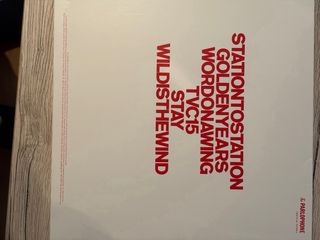 STATIONTOSTATION
GOLDENYEARS
WORDONAWING
TVC15
STAY
WILDISTHEWIND
PARLOPHONE